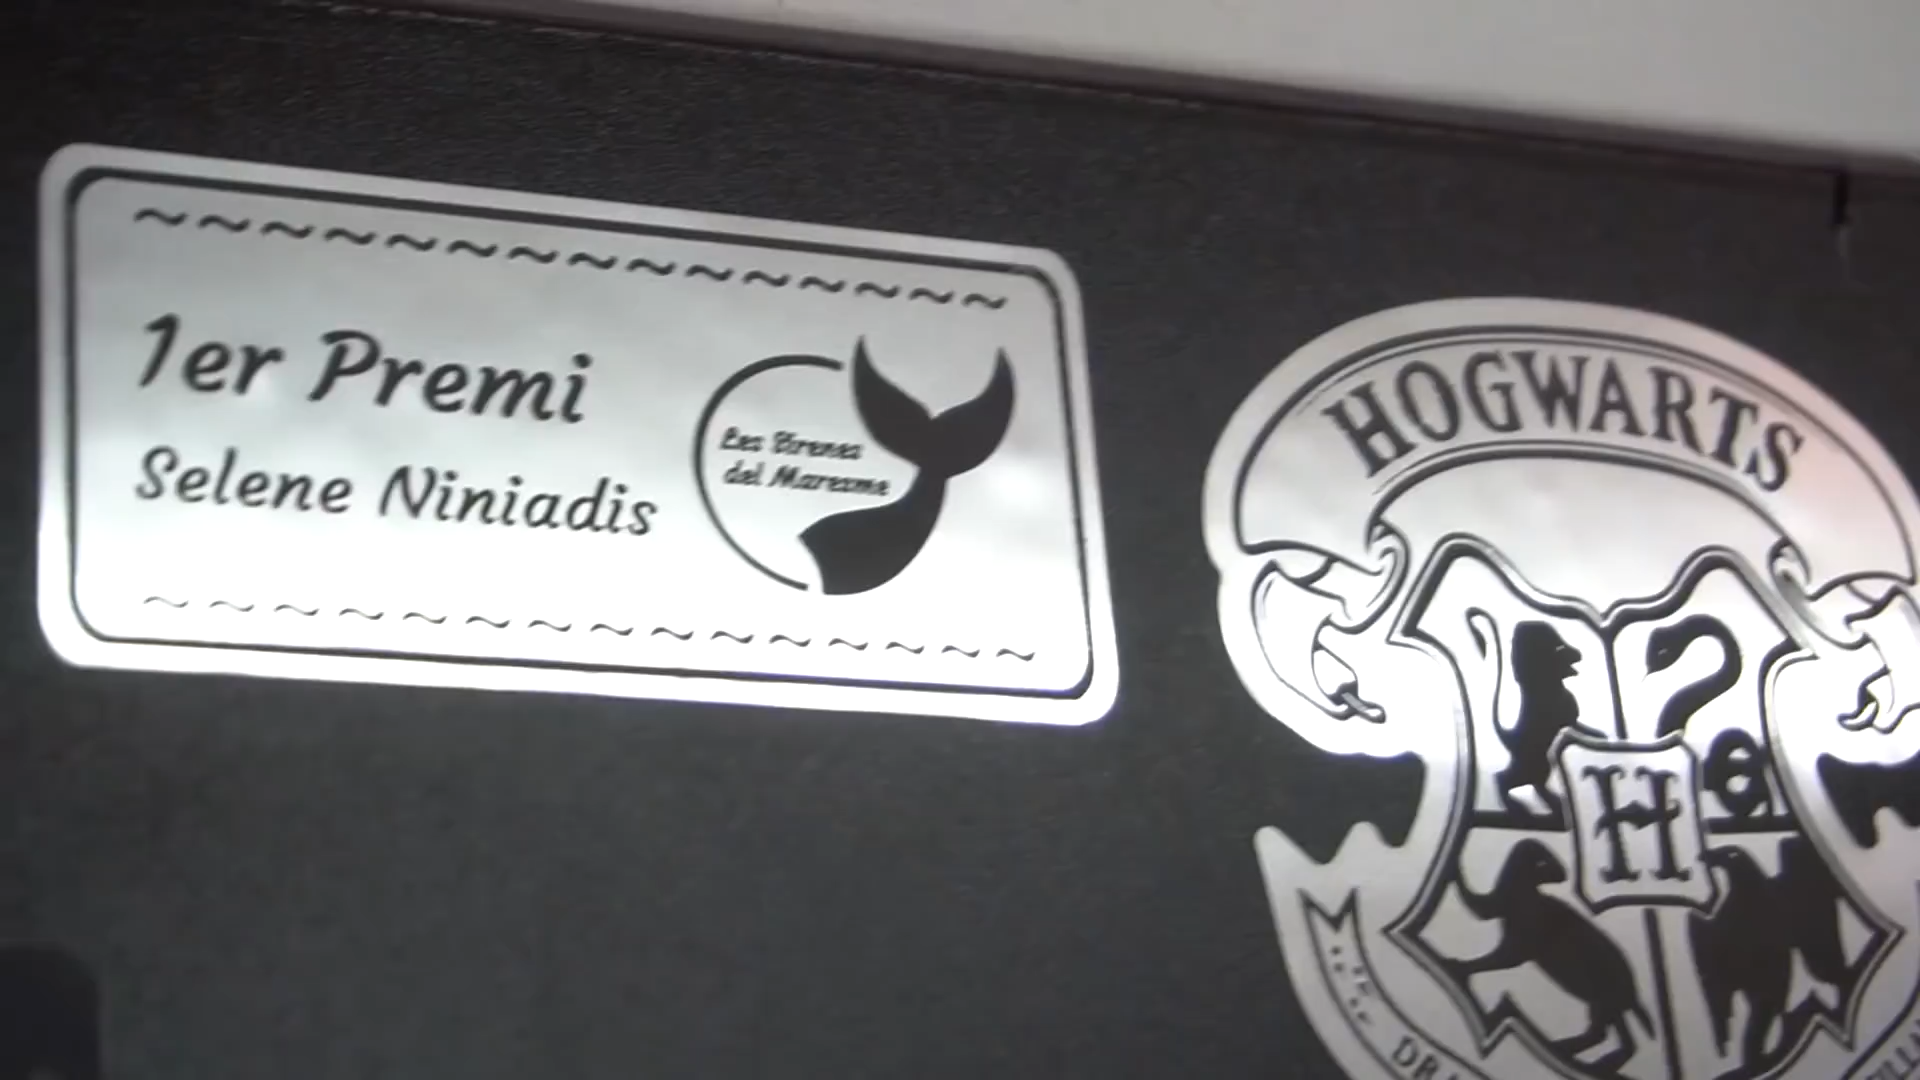 1er Premi
Selene Niniadis
Les Sirenes
del Maresme
HOGWARTS
H